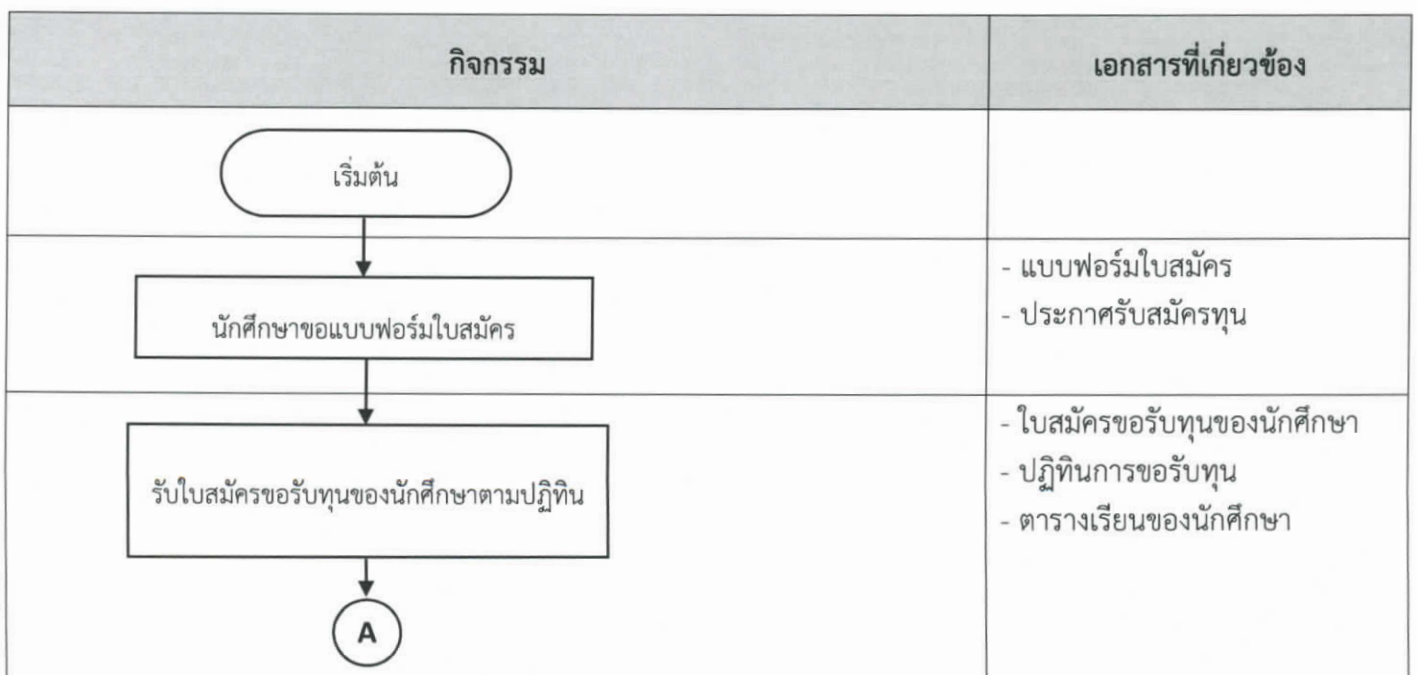 กิจกรรม
เอกสารที่เกี่ยวข้อง
เริ่มต้น
นักศึกษาขอแบบฟอร์มใบสมัคร
- แบบฟอร์มใบสมัคร
- ประกาศรับสมัครทุน
รับใบสมัครขอรับทุนของนักศึกษาตามปฏิทิน
- ใบสมัครขอรับทุนของนักศึกษา
- ปฏิทินการขอรับทุน
- ตารางเรียนของนักศึกษา
A